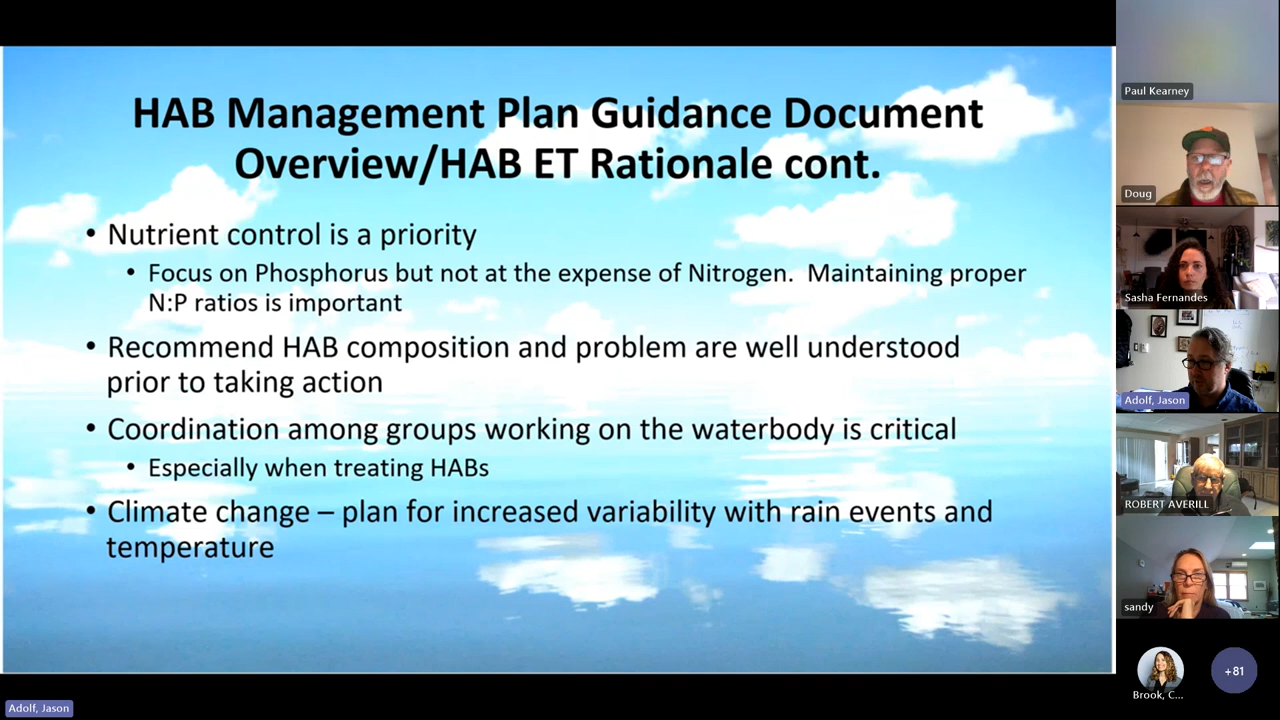 HAB Management Plan Guidance Document
Overview/HAB ET Rationale cont.
• Nutrient control is a priority
• Focus on Phosphorus but not at the expense of Nitrogen. Maintaining proper
N:P ratios is important
• Recommend HAB composition and problem are well understood
prior to taking action
• Coordination among groups working on the waterbody is critical
• Especially when treating HABs
• Climate change – plan for increased variability with rain events and
temperature
Adolf, Jason
Paul Kearney
Doug
Sasha Fernandes
Adolf, Jason
ROBERT AVERILL
sandy
Brook, C...
+81